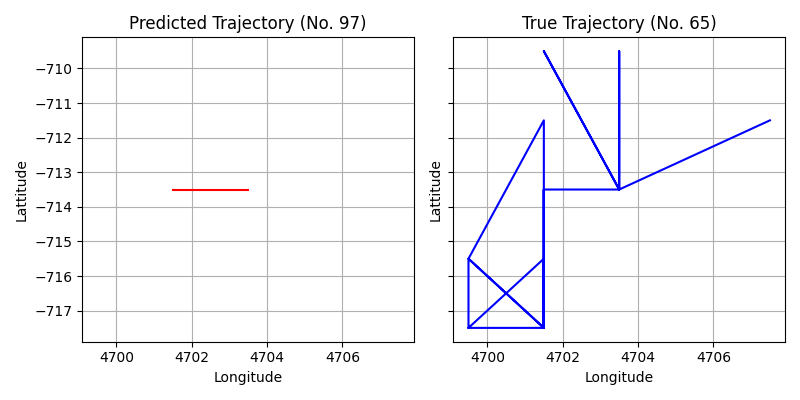 Predicted Trajectory (No. 97)
−710
−711
−712
−713
−714
−715
−716
−717
Lattitude
4700 4702 4704 4706
Longitude
True Trajectory (No. 65)
Lattitude
4700 4702 4704 4706
Longitude